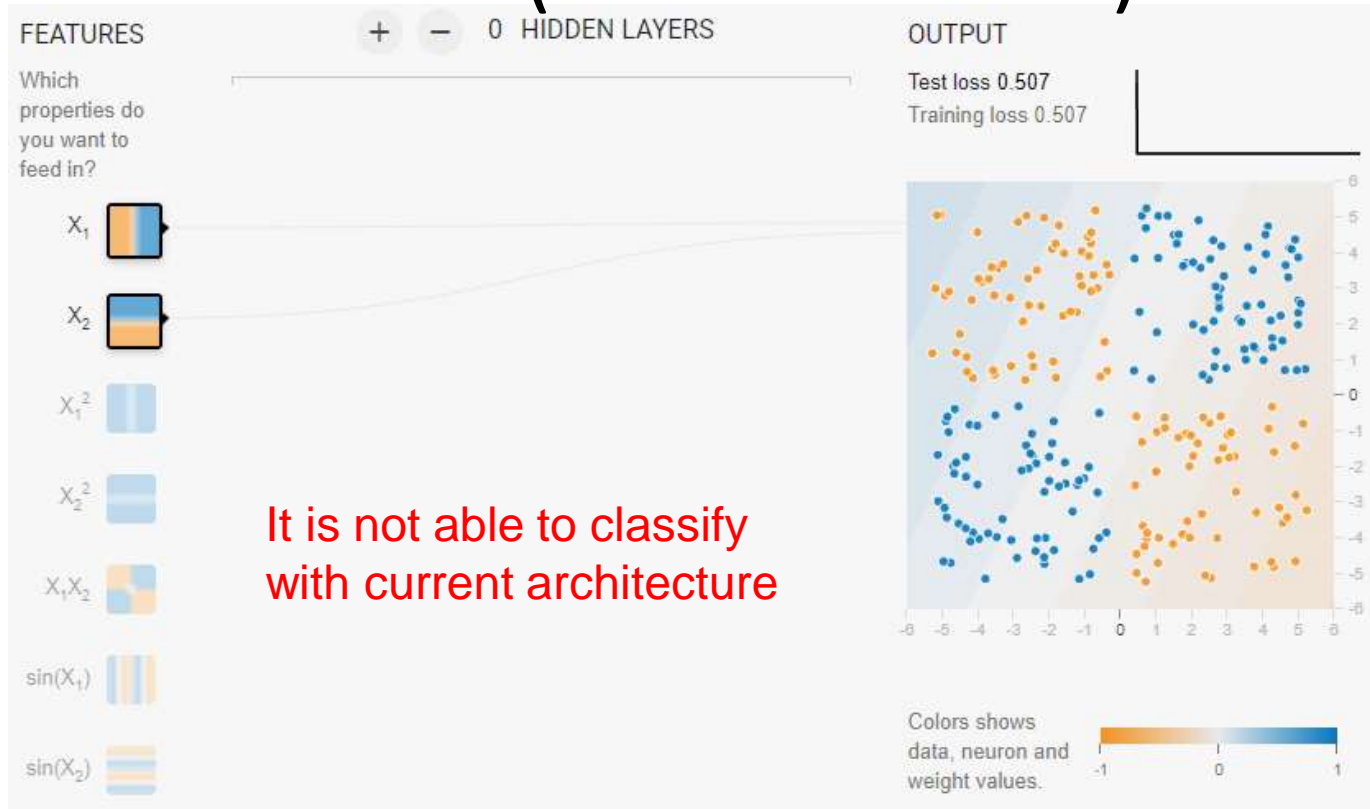 FEATURES
+ − 0 HIDDEN LAYERS
OUTPUT
Which
properties do
you want to
feed in?
Test loss 0.507
Training loss 0.507
X₁
X₂
X₁²
X₂²
X₁X₂
sin(X₁)
sin(X₂)
It is not able to classify
with current architecture
6
5
4
3
2
1
0
-1
-2
-3
-4
-5
-6
-6 -5 -4 -3 -2 -1 0 1 2 3 4 5 6
Colors shows
data, neuron and
weight values.
-1 0 1